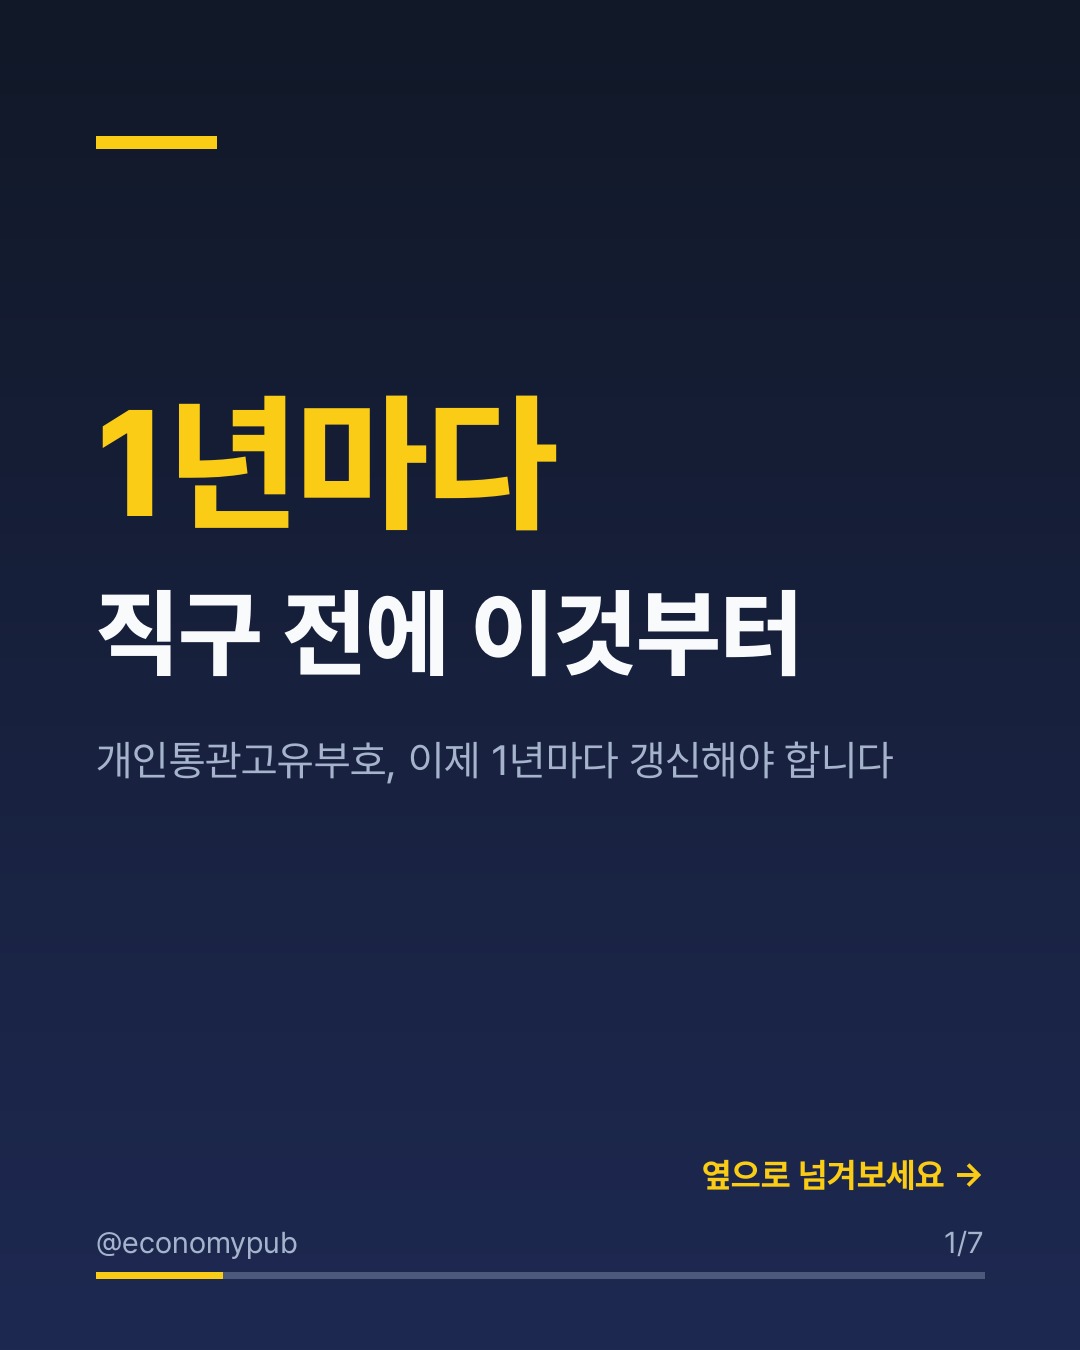 1년마다
직구 전에 이것부터
개인통관고유부호, 이제 1년마다 갱신해야 합니다
옆으로 넘겨보세요 →
@economypub
1/7